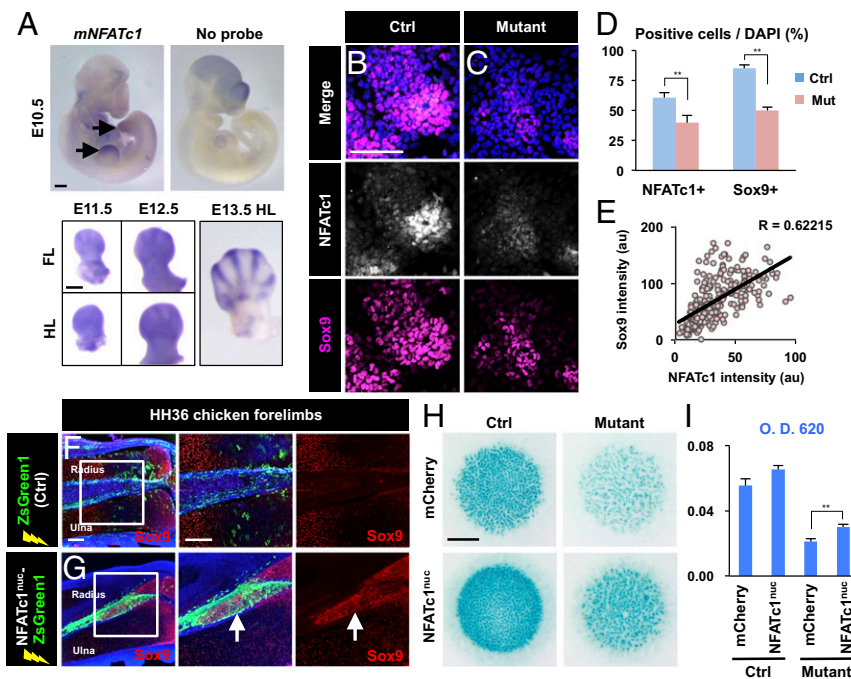 A
mNFATc1
No probe
E10.5
E11.5
E12.5
E13.5 HL
FL
HL
Ctrl
Mutant
B
C
Merge
NFATc1
Sox9
D
Positive cells / DAPI (%)
100
75
50
25
0
**
**
Ctrl
Mut
NFATc1+
Sox9+
E
R = 0.62215
Sox9 intensity (au)
200
100
0
0
50
100
NFATc1 intensity (au)
HH36 chicken forelimbs
ZsGreen1
(Ctrl)
F
Radius
Ulna
Sox9
Sox9
NFATc1nuc-
ZsGreen1
G
Radius
Ulna
Sox9
Sox9
H
Ctrl
Mutant
mCherry
NFATc1nuc
I
O. D. 620
0.08
0.04
0.00
**
mCherry
NFATc1nuc
mCherry
NFATc1nuc
Ctrl
Mutant